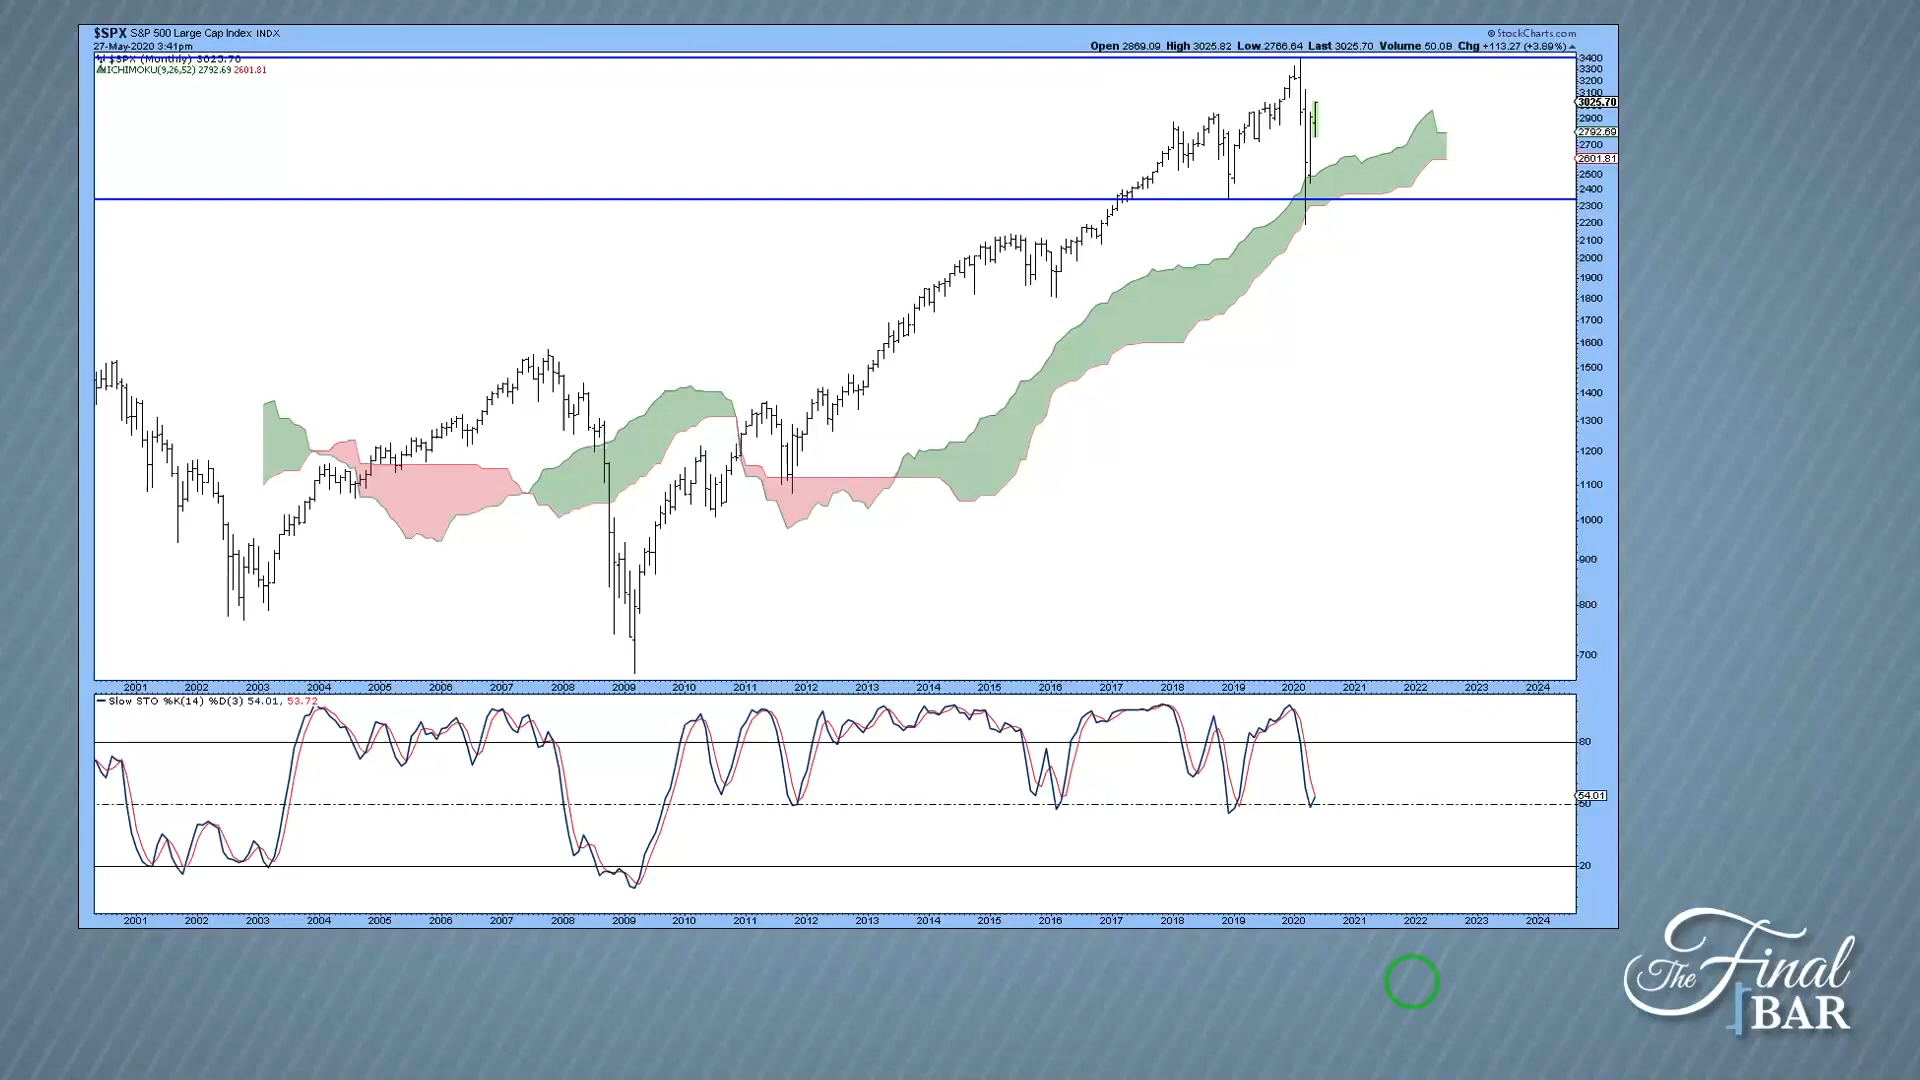 $SPX S&P 500 Large Cap Index INDX
© StockCharts.com
27-May-2020 3:41pm
Open 2869.09 High 3025.82 Low 2766.64 Last 3025.70 Volume 50.0B Chg +113.27 (+3.89%)
$SPX (Monthly) 3025.70
ICHIMOKU(9,26,52) 2792.69 2601.81
3400
3300
3200
3100
3025.70
2900
2792.69
2700
2601.81
2500
2400
2300
2200
2100
2000
1900
1800
1700
1600
1500
1400
1300
1200
1100
1000
900
800
700
2001 2002 2003 2004 2005 2006 2007 2008 2009 2010 2011 2012 2013 2014 2015 2016 2017 2018 2019 2020 2021 2022 2023 2024
Slow STO %K(14) %D(3) 54.01, 53.72
80
54.01
50
20
2001 2002 2003 2004 2005 2006 2007 2008 2009 2010 2011 2012 2013 2014 2015 2016 2017 2018 2019 2020 2021 2022 2023 2024
The Final
BAR